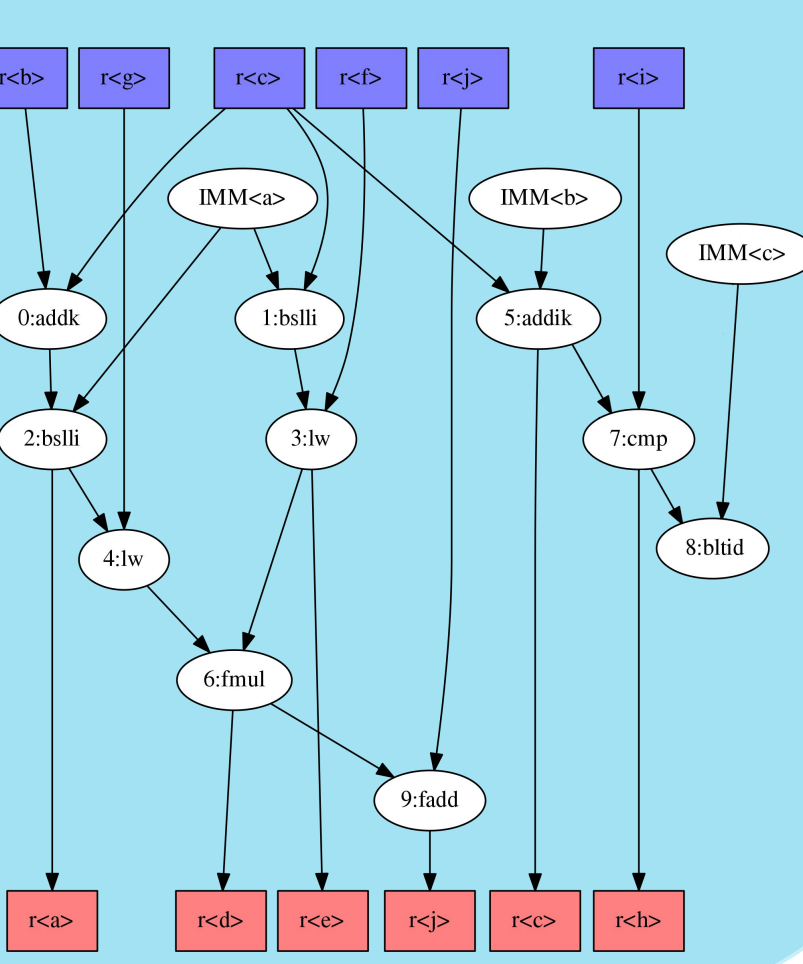 r<b>
r<g>
r<c>
r<f>
r<j>
r<i>
IMM<a>
IMM<b>
IMM<c>
0:addk
1:bslli
5:addik
2:bslli
3:lw
7:cmp
4:lw
8:bltid
6:fmul
9:fadd
r<a>
r<d>
r<e>
r<j>
r<c>
r<h>